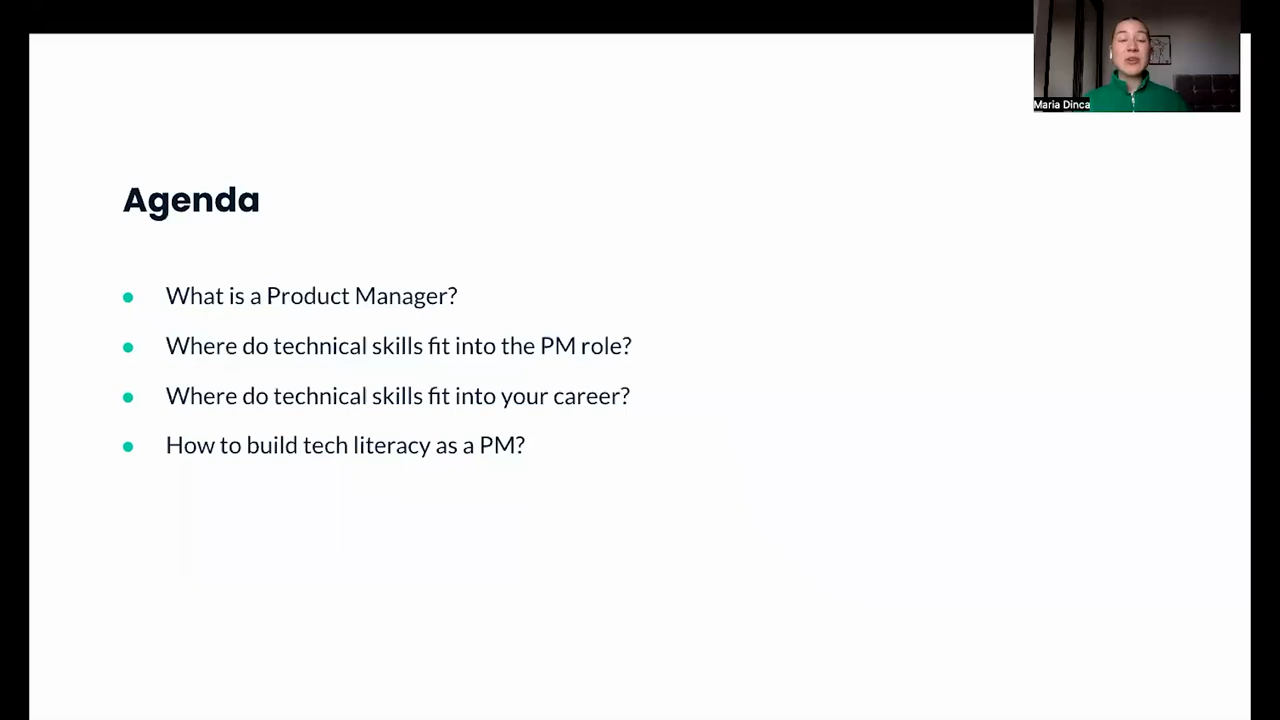 Maria Dinca
Agenda
What is a Product Manager?
Where do technical skills fit into the PM role?
Where do technical skills fit into your career?
How to build tech literacy as a PM?